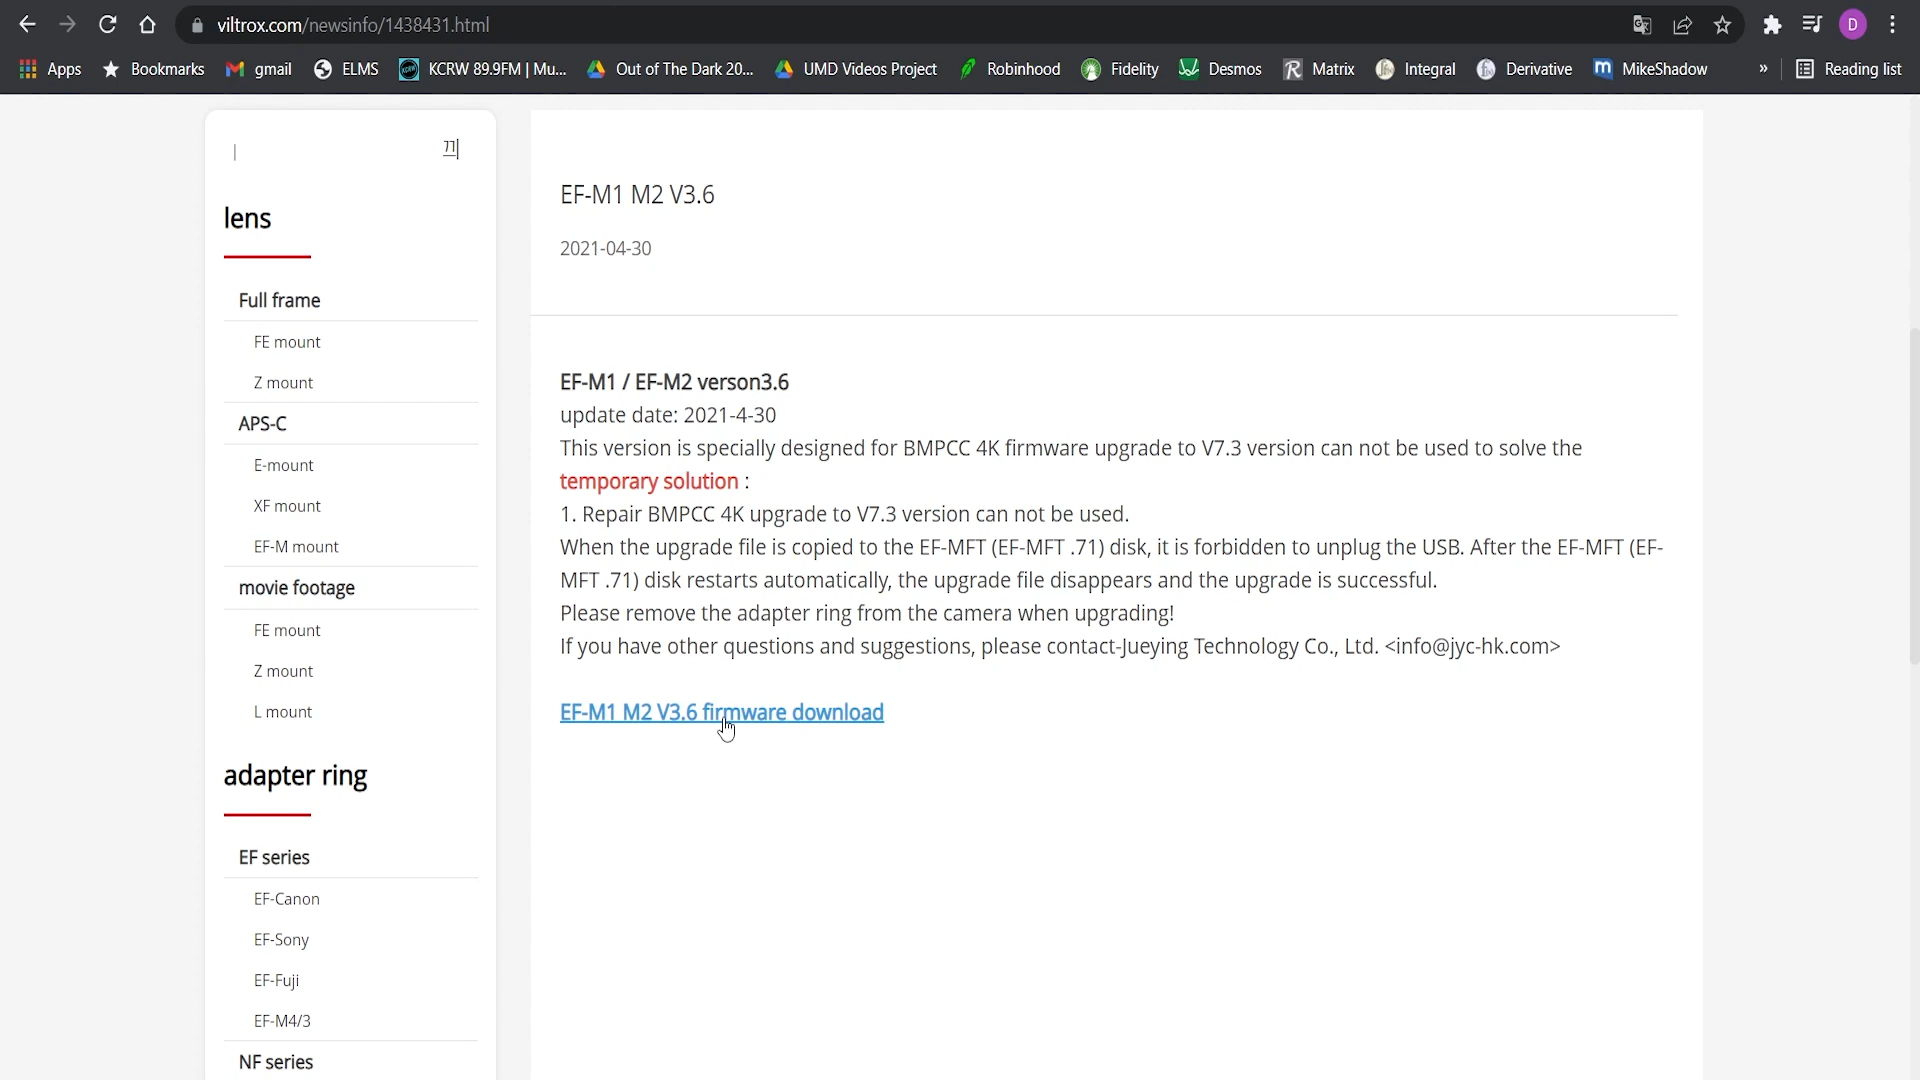 viltrox.com/newsinfo/1438431.html
D
Apps
Bookmarks
gmail
ELMS
KCRW 89.9FM | Mu...
Out of The Dark 20...
UMD Videos Project
Robinhood
Fidelity
Desmos
Matrix
Integral
Derivative
MikeShadow
»
Reading list
lens
Full frame
FE mount
Z mount
APS-C
E-mount
XF mount
EF-M mount
movie footage
FE mount
Z mount
L mount
adapter ring
EF series
EF-Canon
EF-Sony
EF-Fuji
EF-M4/3
NF series
EF-M1 M2 V3.6
2021-04-30
EF-M1 / EF-M2 verson3.6
update date: 2021-4-30
This version is specially designed for BMPCC 4K firmware upgrade to V7.3 version can not be used to solve the
temporary solution :
1. Repair BMPCC 4K upgrade to V7.3 version can not be used.
When the upgrade file is copied to the EF-MFT (EF-MFT .71) disk, it is forbidden to unplug the USB. After the EF-MFT (EF-
MFT .71) disk restarts automatically, the upgrade file disappears and the upgrade is successful.
Please remove the adapter ring from the camera when upgrading!
If you have other questions and suggestions, please contact-Jueying Technology Co., Ltd. <info@jyc-hk.com>
EF-M1 M2 V3.6 firmware download